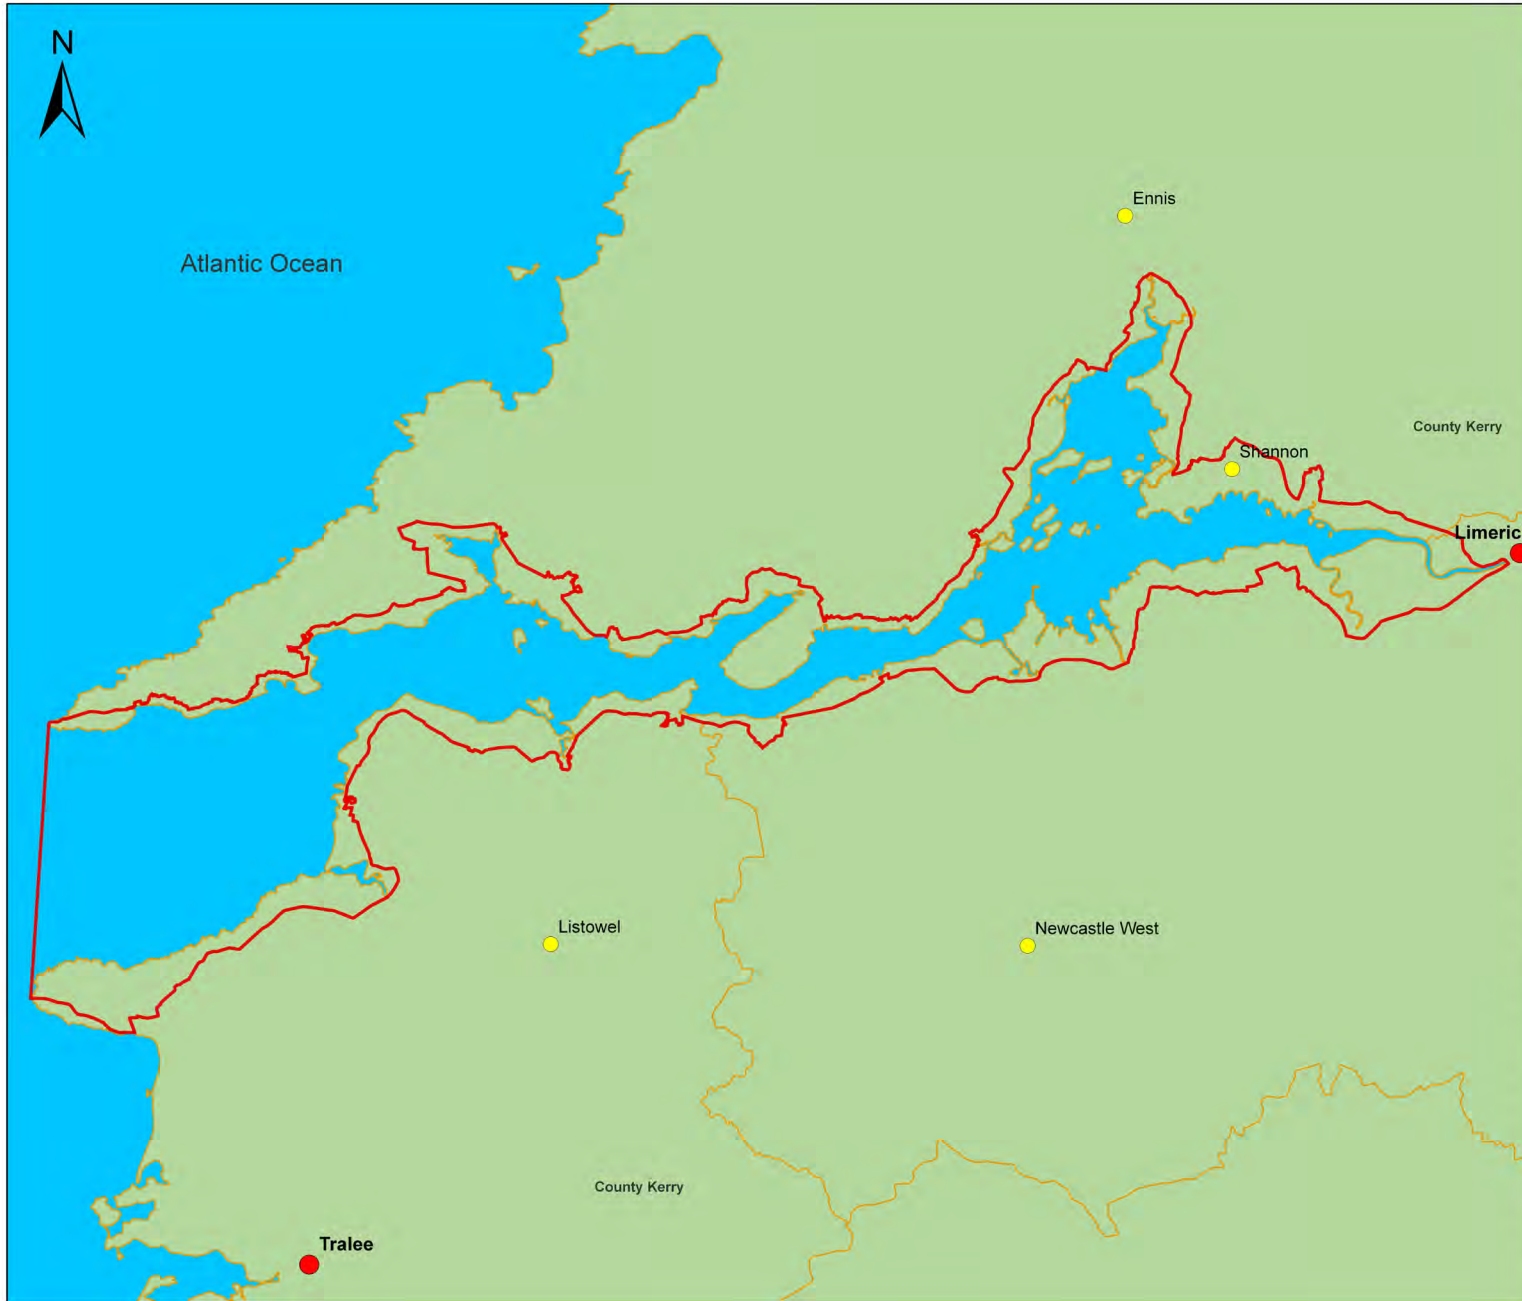 N
Ennis
Atlantic Ocean
County Kerry
Shannon
Limeric
Listowel
Newcastle West
County Kerry
Tralee